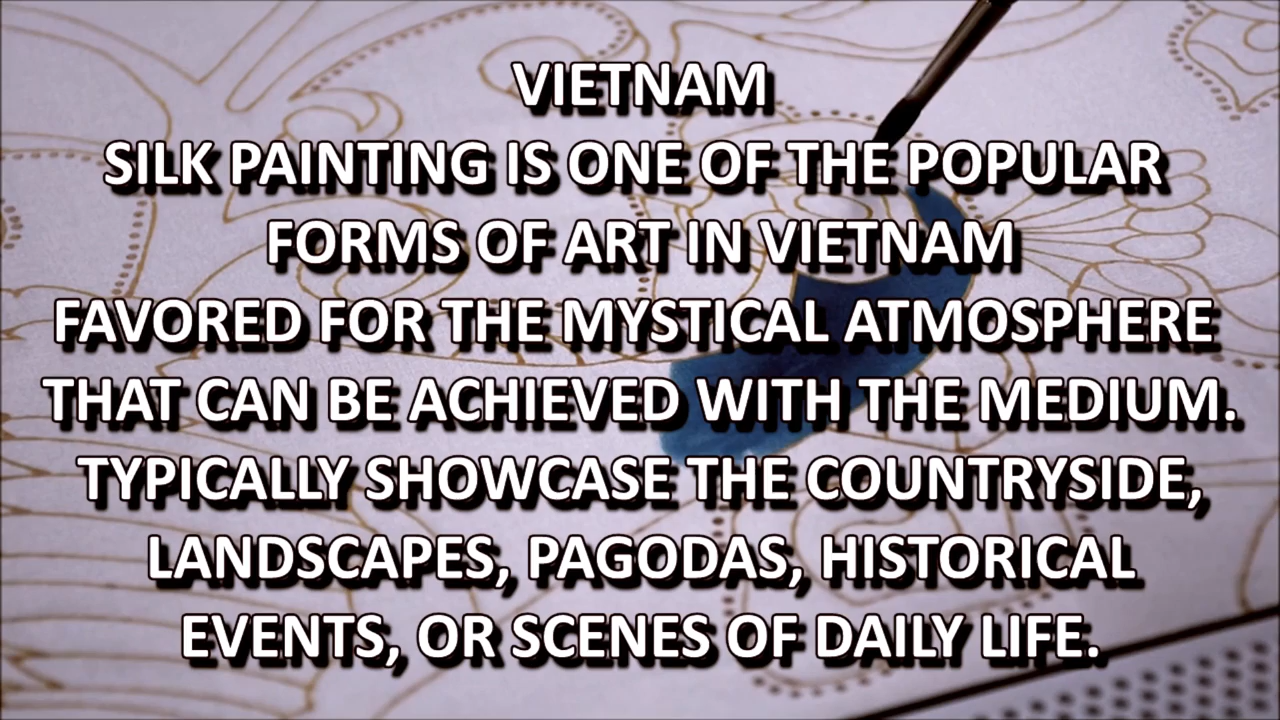 VIETNAM
SILK PAINTING IS ONE OF THE POPULAR
FORMS OF ART IN VIETNAM
FAVORED FOR THE MYSTICAL ATMOSPHERE
THAT CAN BE ACHIEVED WITH THE MEDIUM.
TYPICALLY SHOWCASE THE COUNTRYSIDE,
LANDSCAPES, PAGODAS, HISTORICAL
EVENTS, OR SCENES OF DAILY LIFE.